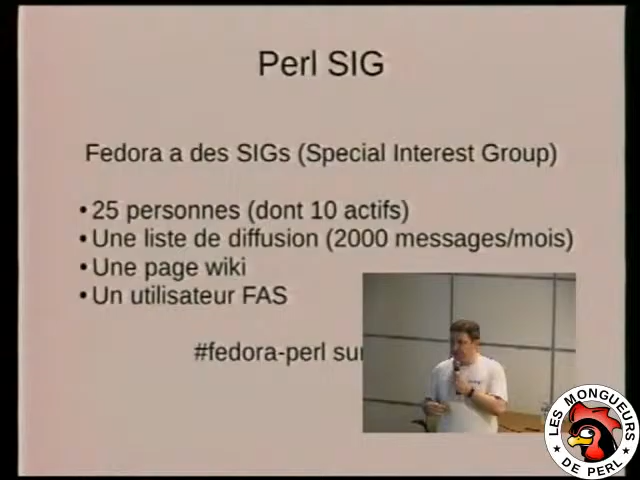 Perl SIG
Fedora a des SIGs (Special Interest Group)
• 25 personnes (dont 10 actifs)
• Une liste de diffusion (2000 messages/mois)
• Une page wiki
• Un utilisateur FAS
#fedora-perl sur
LES MONGUEURS
★ DE PERL ★